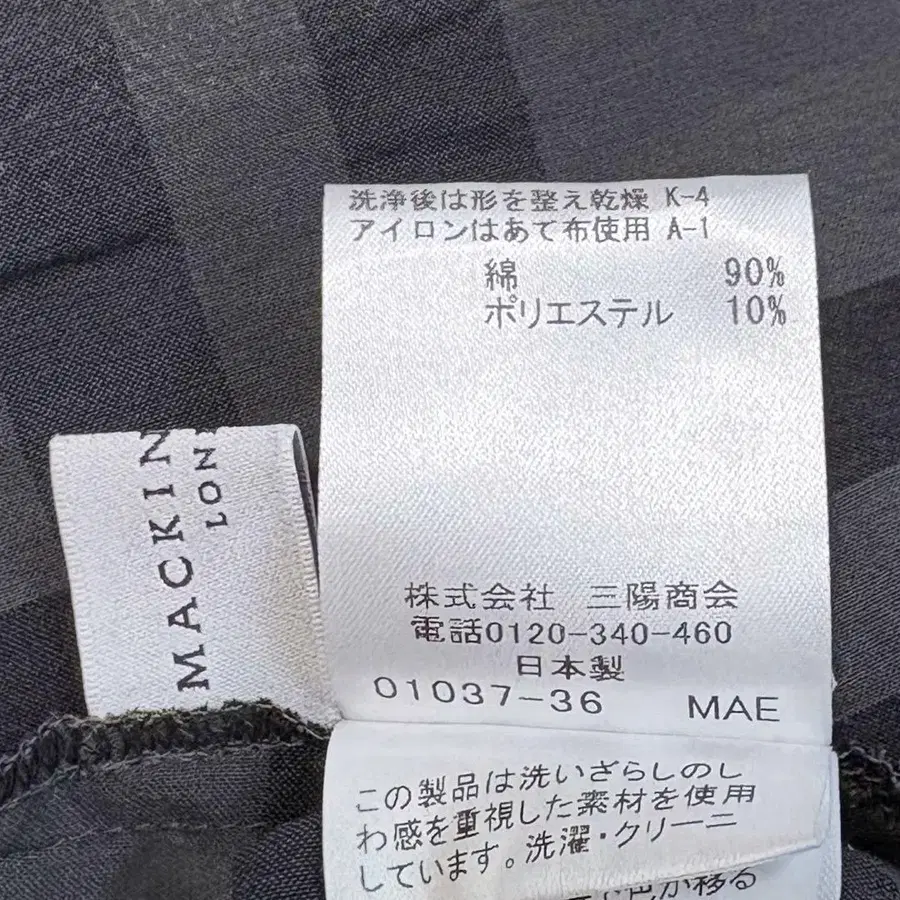 洗浄後は形を整え乾燥 K-4
アイロンはあて布使用 A-1
綿 90%
ポリエステル 10%
MACKIN
LON
株式会社 三陽商会
電話0120-340-460
日本製
01037-36 MAE
この製品は洗いざらしのし
わ感を重視した素材を使用
しています。洗濯・クリーニ
色が移る